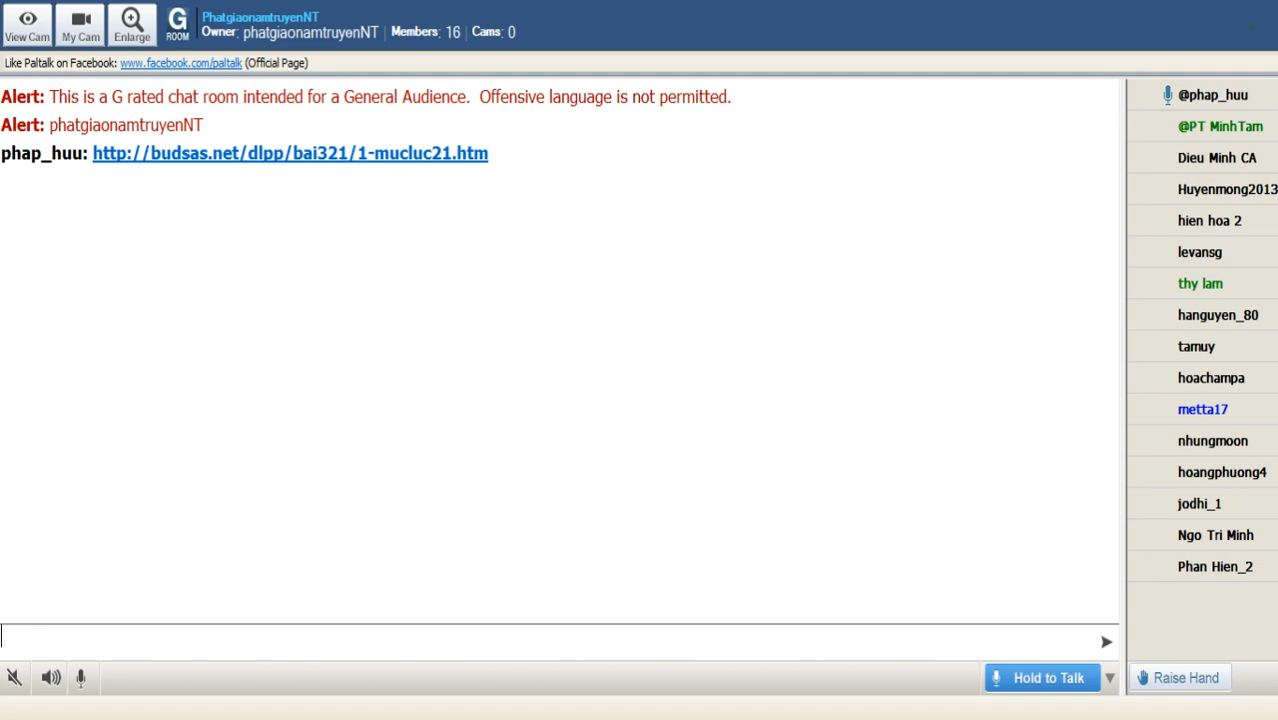 View Cam
My Cam
Enlarge
G
ROOM
PhatgiaonamtruyenNT
Owner: phatgiaonamtruyenNT Members: 16 Cams: 0
Like Paltalk on Facebook: www.facebook.com/paltalk (Official Page)
Alert: This is a G rated chat room intended for a General Audience. Offensive language is not permitted.
Alert: phatgiaonamtruyenNT
phap_huu: http://budsas.net/dlpp/bai321/1-mucluc21.htm
@phap_huu
@PT MinhTam
Dieu Minh CA
Huyenmong2013
hien hoa 2
levansg
thy lam
hanguyen_80
tamuy
hoachampa
metta17
nhungmoon
hoangphuong4
jodhi_1
Ngo Tri Minh
Phan Hien_2
Hold to Talk
Raise Hand